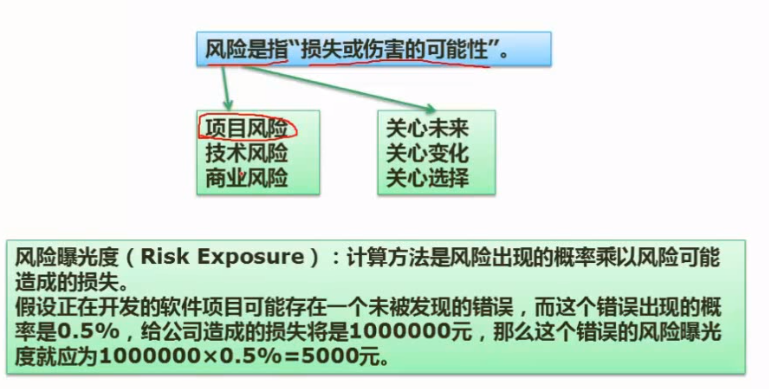 风险是指“损失或伤害的可能性”。
项目风险
技术风险
商业风险
关心未来
关心变化
关心选择
风险曝光度（Risk Exposure）：计算方法是风险出现的概率乘以风险可能
造成的损失。
假设正在开发的软件项目可能存在一个未被发现的错误，而这个错误出现的概
率是0.5%，给公司造成的损失将是1000000元，那么这个错误的风险曝光
度就应为1000000×0.5%=5000元。